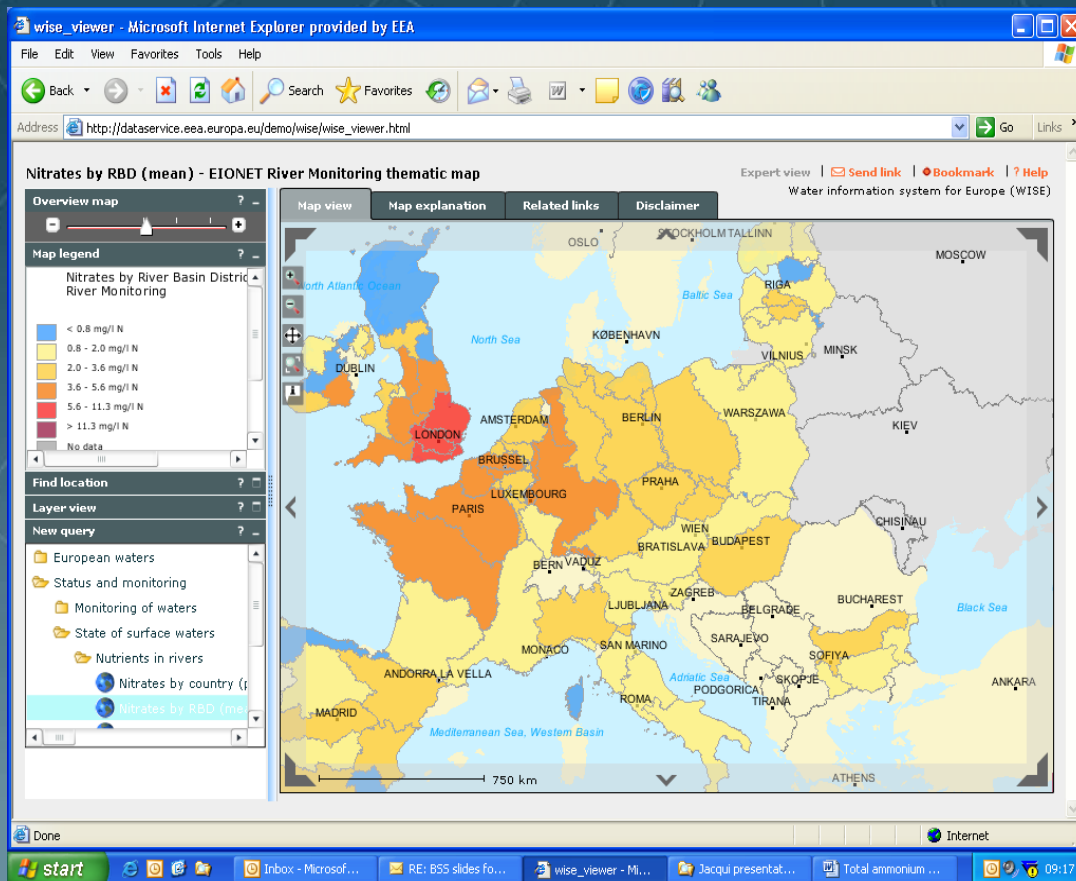 wise_viewer - Microsoft Internet Explorer provided by EEA
File Edit View Favorites Tools Help
Back Search Favorites
Address http://dataservice.eea.europa.eu/demo/wise/wise_viewer.html Go Links
Nitrates by RBD (mean) - EIONET River Monitoring thematic map
Expert view | Send link | Bookmark | ? Help
Water information system for Europe (WISE)
Overview map ? -
Map view Map explanation Related links Disclaimer
Map legend ? -
Nitrates by River Basin Distric
River Monitoring
< 0.8 mg/l N
0.8 - 2.0 mg/l N
2.0 - 3.6 mg/l N
3.6 - 5.6 mg/l N
5.6 - 11.3 mg/l N
> 11.3 mg/l N
No data
Find location ?
Layer view ?
New query ? -
European waters
Status and monitoring
Monitoring of waters
State of surface waters
Nutrients in rivers
Nitrates by country (p
Nitrates by RBD (me
OSLO
STOCKHOLM TALLINN
MOSCOW
North Atlantic Ocean
RIGA
Baltic Sea
North Sea
KØBENHAVN
DUBLIN
VILNIUS
MINSK
AMSTERDAM
BERLIN
WARSZAWA
LONDON
KIEV
BRUSSEL
PRAHA
LUXEMBOURG
PARIS
CHISINAU
WIEN
BRATISLAVA
BUDAPEST
BERN
VADUZ
ZAGREB
LJUBLJANA
BELGRADE
BUCHAREST
Black Sea
MONACO
SAN MARINO
SARAJEVO
SOFIYA
ANDORRA LA VELLA
Adriatic Sea
SKOPJE
PODGORICA
ANKARA
ROMA
TIRANA
MADRID
Mediterranean Sea, Western Basin
750 km
ATHENS
Done
Internet
start
Inbox - Microsof...
RE: BSS slides fo...
wise_viewer - Mi...
Jacqui presentat...
Total ammonium ...
09:17